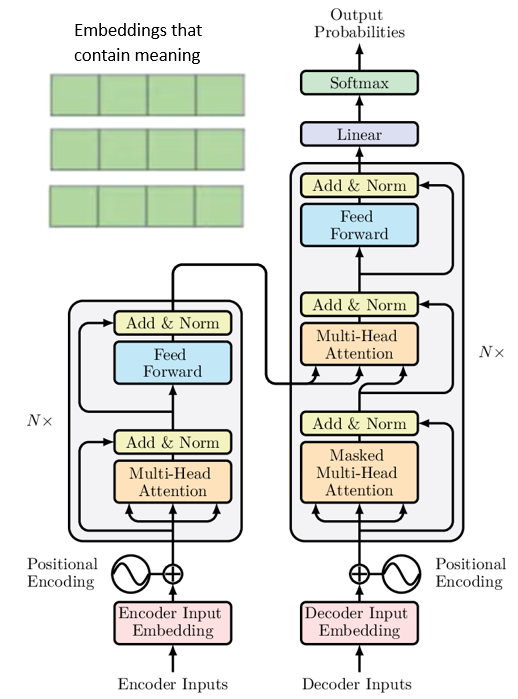 Embeddings that
contain meaning
Output
Probabilities
Softmax
Linear
Add & Norm
Feed
Forward
Add & Norm
Multi-Head
Attention
N×
Add & Norm
Masked
Multi-Head
Attention
Add & Norm
Feed
Forward
N×
Add & Norm
Multi-Head
Attention
Positional
Encoding
Positional
Encoding
Encoder Input
Embedding
Decoder Input
Embedding
Encoder Inputs
Decoder Inputs